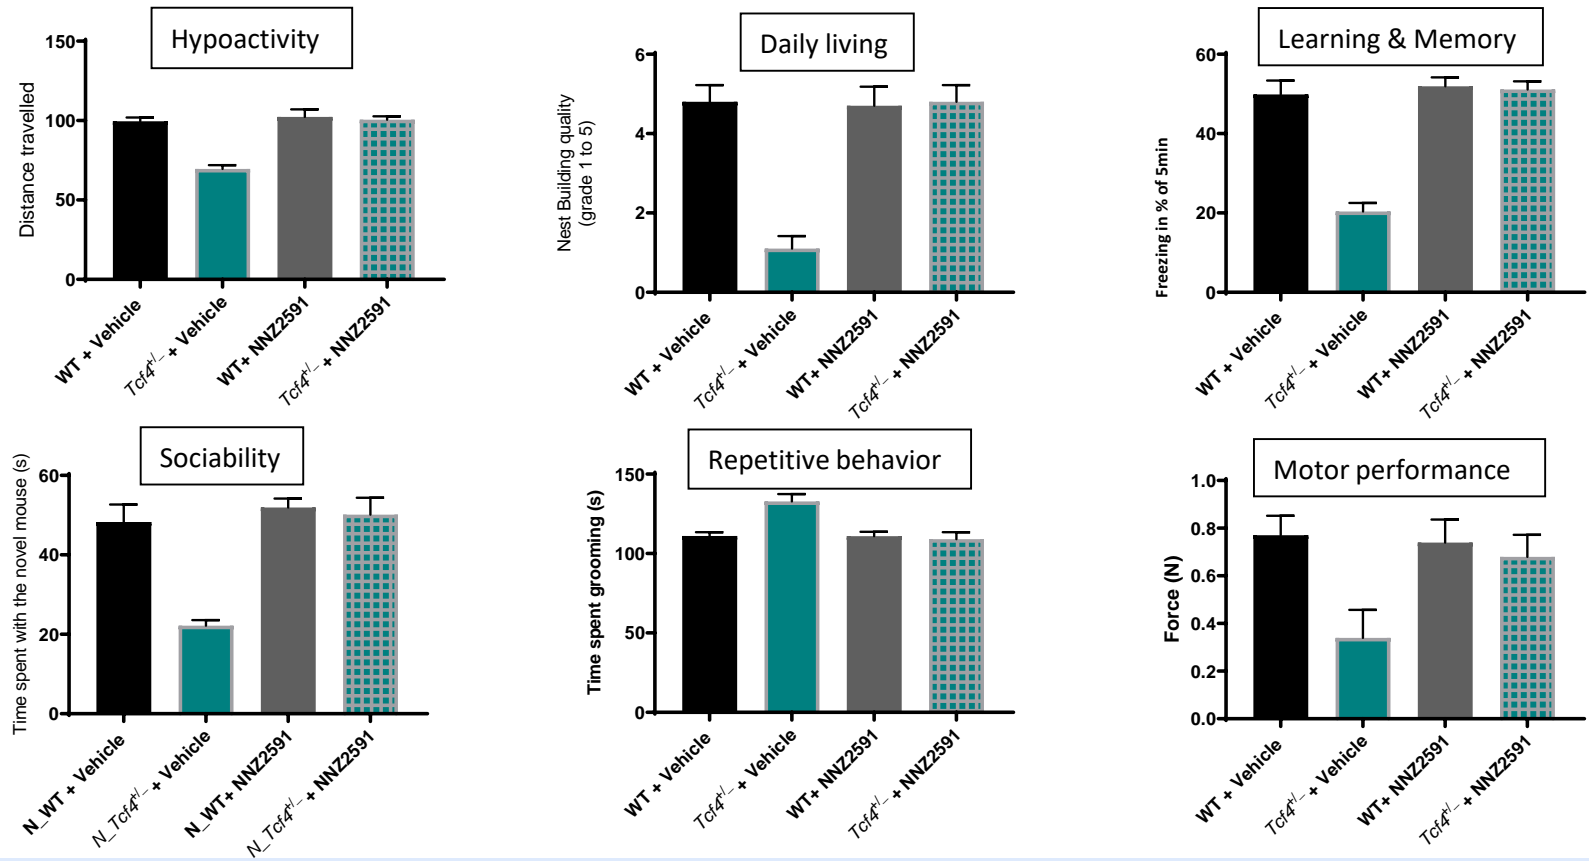 Hypoactivity
Distance travelled
150
100
50
0
WT + Vehicle
Tcf4+/– + Vehicle
WT+ NNZ2591
Tcf4+/– + NNZ2591
Daily living
Nest Building quality
(grade 1 to 5)
6
4
2
0
WT + Vehicle
Tcf4+/– + Vehicle
WT+ NNZ2591
Tcf4+/– + NNZ2591
Learning & Memory
Freezing in % of 5min
60
40
20
0
WT + Vehicle
Tcf4+/– + Vehicle
WT+ NNZ2591
Tcf4+/– + NNZ2591
Sociability
Time spent with the novel mouse (s)
60
40
20
0
N_WT + Vehicle
N_Tcf4+/– + Vehicle
N_WT+ NNZ2591
N_Tcf4+/– + NNZ2591
Repetitive behavior
Time spent grooming (s)
150
100
50
0
WT + Vehicle
Tcf4+/– + Vehicle
WT+ NNZ2591
Tcf4+/– + NNZ2591
Motor performance
Force (N)
1.0
0.8
0.6
0.4
0.2
0.0
WT + Vehicle
Tcf4+/– + Vehicle
WT+ NNZ2591
Tcf4+/– + NNZ2591